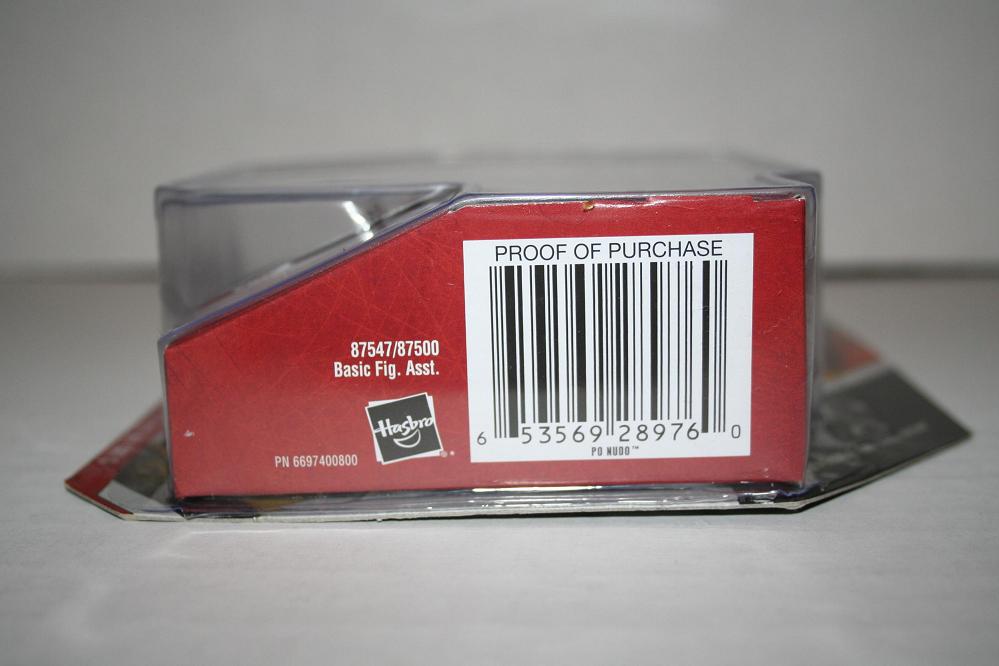 PROOF OF PURCHASE
87547/87500
Basic Fig. Asst.
Hasbro
PN 6697400800
6 53569 28976 0
PO NUDO™